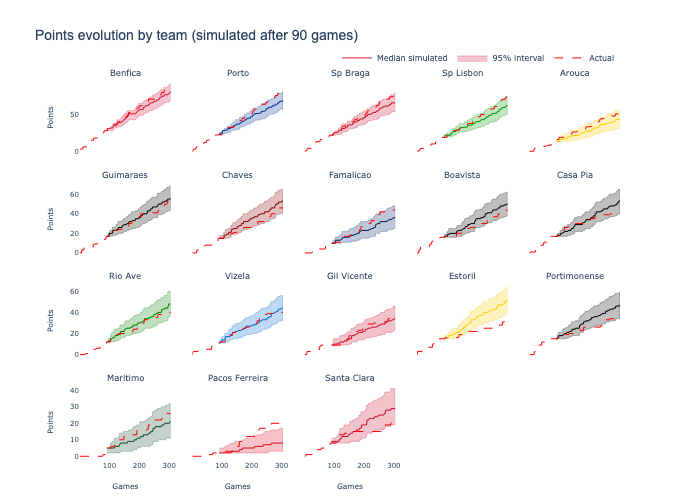 Points evolution by team (simulated after 90 games)
Median simulated 95% interval Actual
Benfica Porto Sp Braga Sp Lisbon Arouca
50
0
Points
Guimaraes Chaves Famalicao Boavista Casa Pia
60
40
20
0
Points
Rio Ave Vizela Gil Vicente Estoril Portimonense
60
40
20
0
Points
Maritimo Pacos Ferreira Santa Clara
40
30
20
10
0
Points
100 200 300 100 200 300 100 200 300
Games Games Games